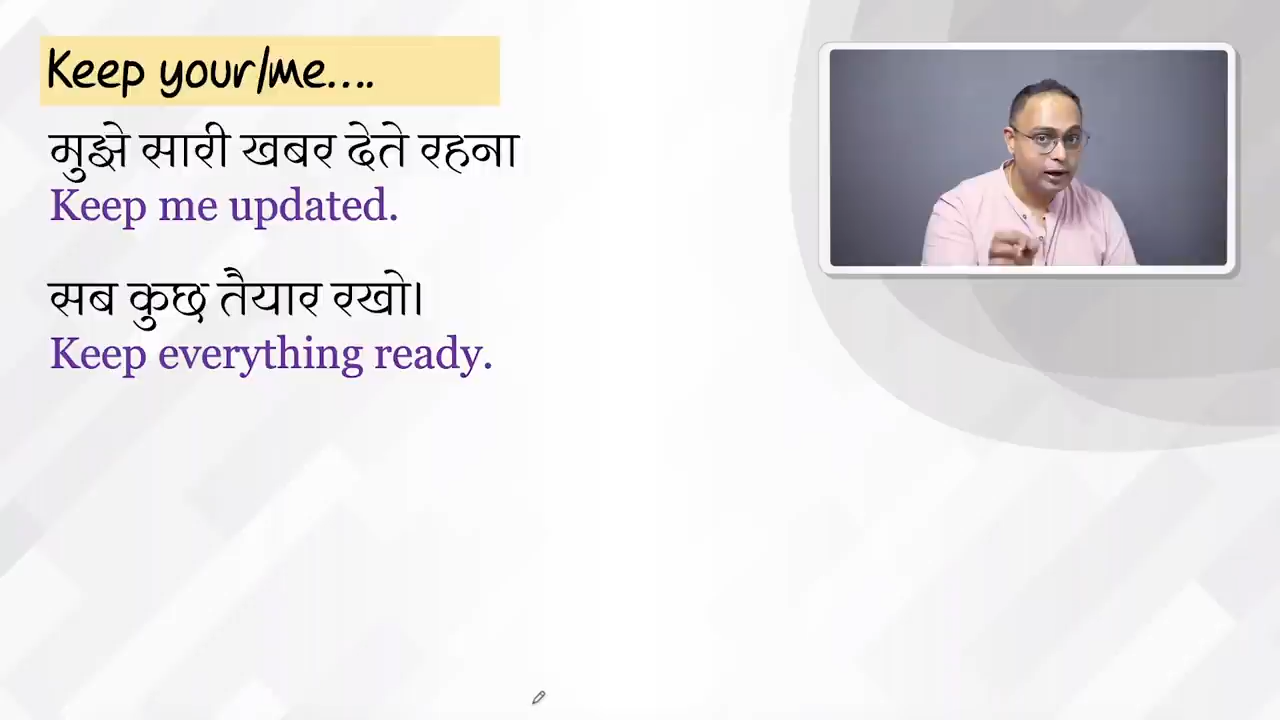 Keep your/me....
मुझे सारी खबर देते रहना
Keep me updated.
सब कुछ तैयार रखो।
Keep everything ready.